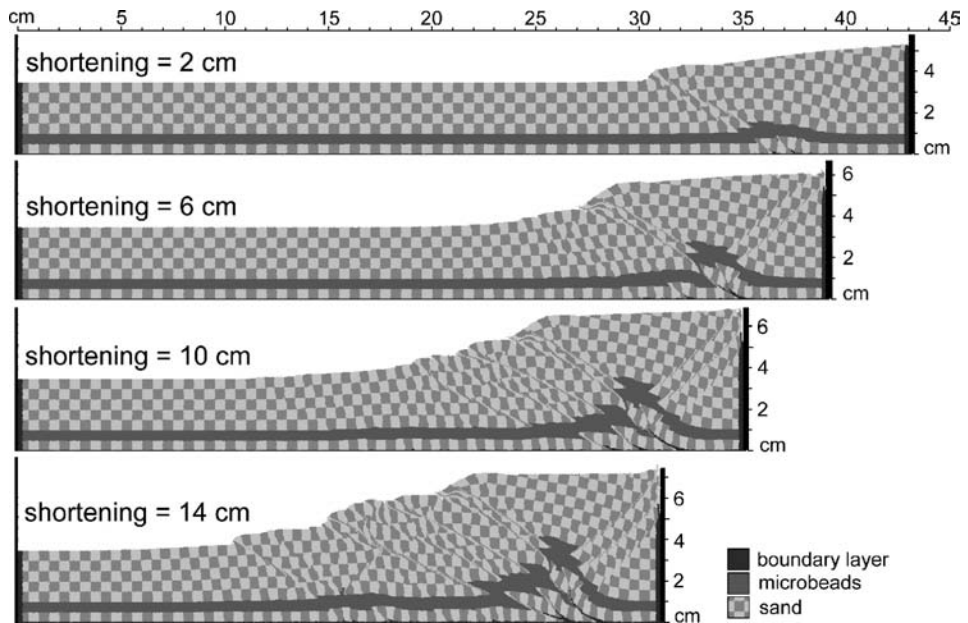 cm 5 10 15 20 25 30 35 40 45
shortening = 2 cm
4
2
cm
shortening = 6 cm
6
4
2
cm
shortening = 10 cm
6
4
2
cm
shortening = 14 cm
6
4
2
cm
boundary layer
microbeads
sand